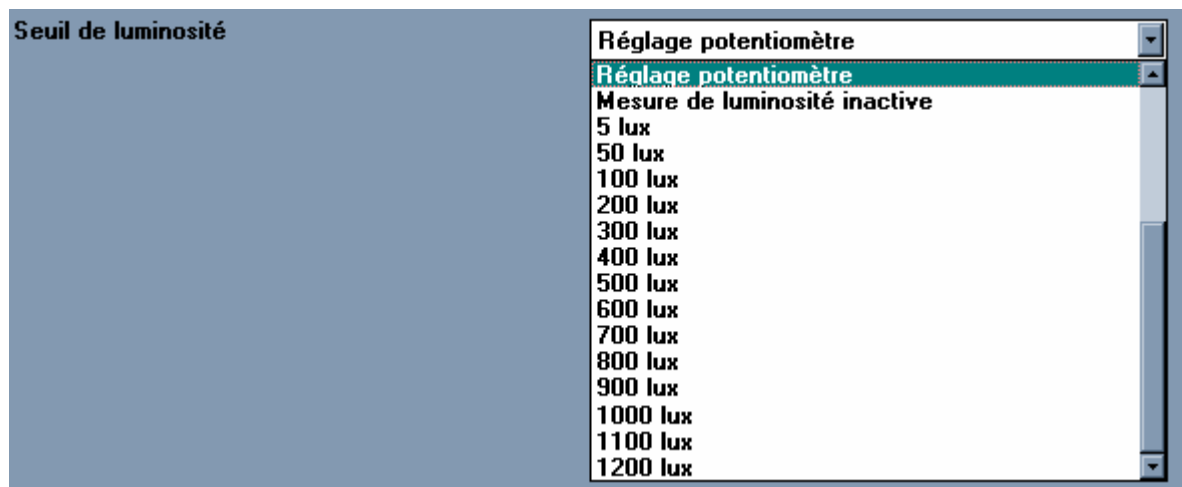 Seuil de luminosité
Réglage potentiomètre
Réglage potentiomètre
Mesure de luminosité inactive
5 lux
50 lux
100 lux
200 lux
300 lux
400 lux
500 lux
600 lux
700 lux
800 lux
900 lux
1000 lux
1100 lux
1200 lux